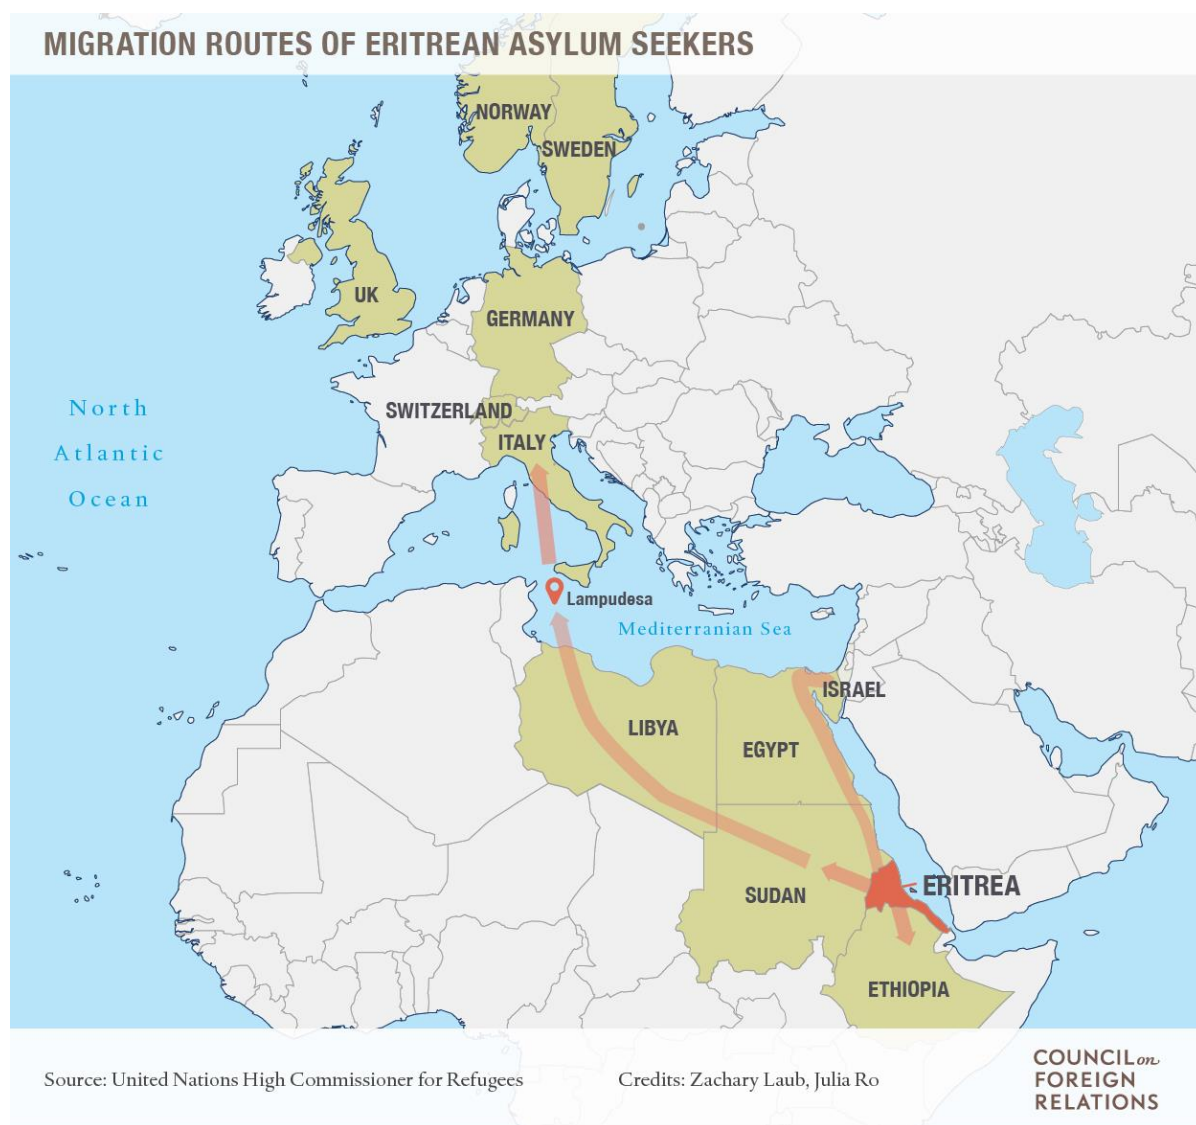 MIGRATION ROUTES OF ERITREAN ASYLUM SEEKERS
NORWAY
SWEDEN
UK
GERMANY
SWITZERLAND
ITALY
North
Atlantic
Ocean
Lampudesa
Mediterranian Sea
ISRAEL
LIBYA
EGYPT
SUDAN
ERITREA
ETHIOPIA
Source: United Nations High Commissioner for Refugees
Credits: Zachary Laub, Julia Ro
COUNCIL on
FOREIGN
RELATIONS